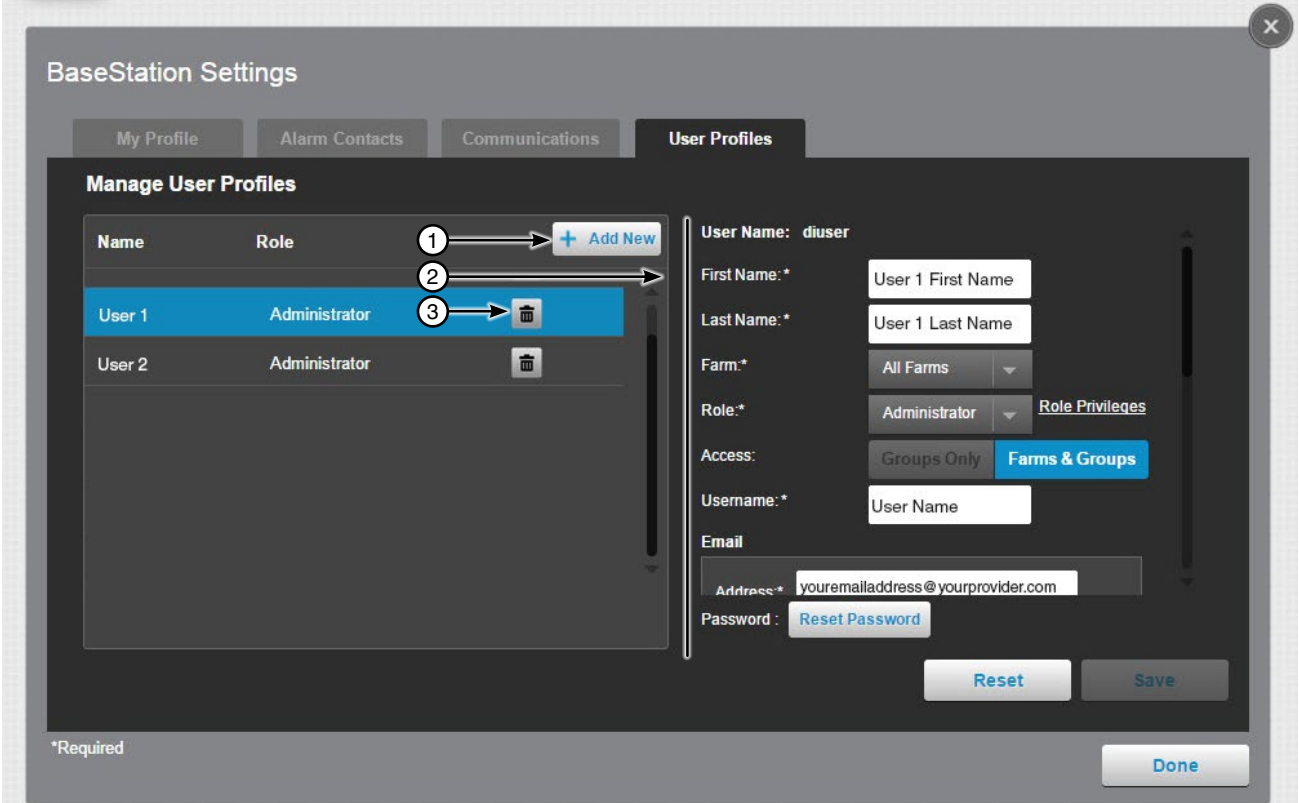 BaseStation Settings
My Profile Alarm Contacts Communications User Profiles
Manage User Profiles
Name Role + Add New
1
2
User 1 Administrator 3
User 2 Administrator
User Name: diuser
First Name:* User 1 First Name
Last Name:* User 1 Last Name
Farm:* All Farms
Role:* Administrator Role Privileges
Access: Groups Only Farms & Groups
Username:* User Name
Email
Address:* youremailaddress@yourprovider.com
Password : Reset Password
Reset Save
*Required
Done
X